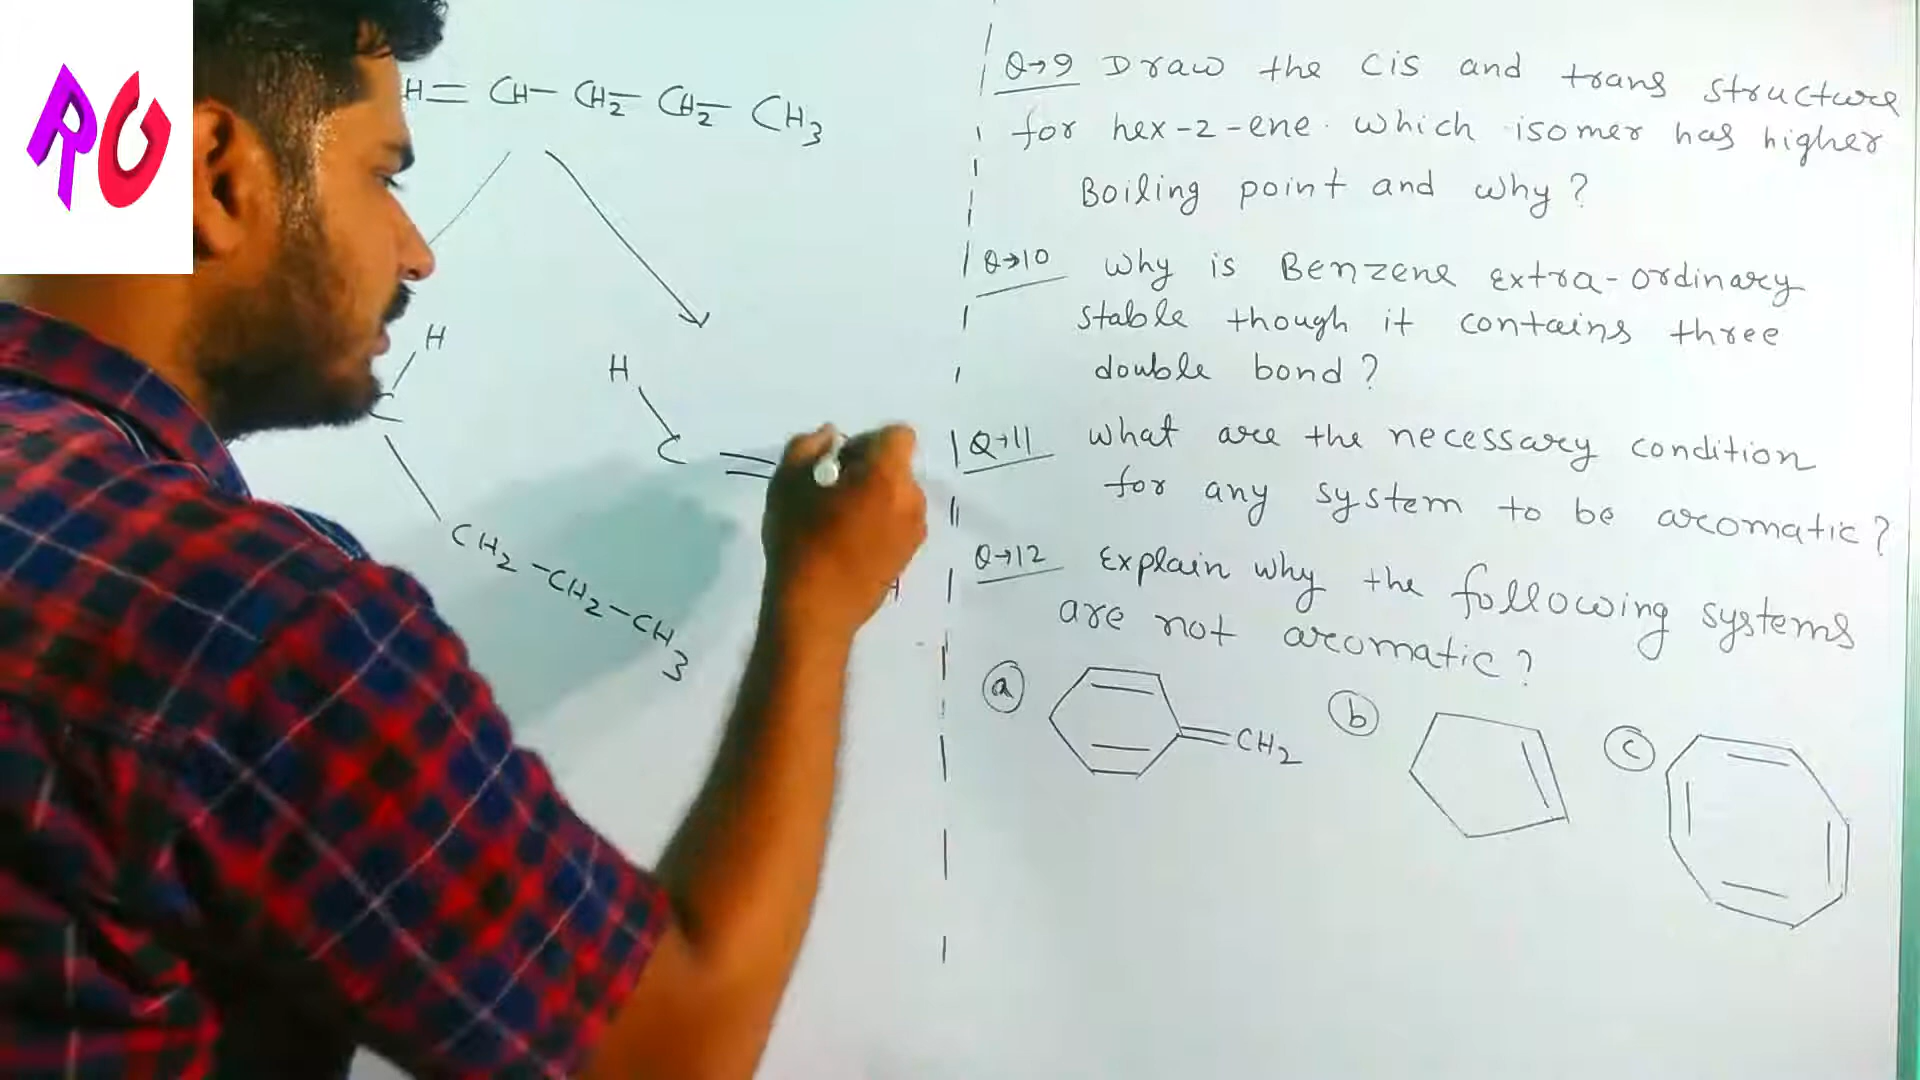 RG
H=CH-CH2-CH2-CH3
H
C
CH2-CH2-CH3
H
C=
H
Q→9 Draw the cis and trans structure
for hex-2-ene. which isomer has higher
Boiling point and why?
Q→10 Why is Benzene extra-ordinary
stable though it contains three
double bond?
Q→11 What are the necessary condition
for any system to be aromatic?
Q→12 Explain why the following systems
are not aromatic?
a =CH2 b c